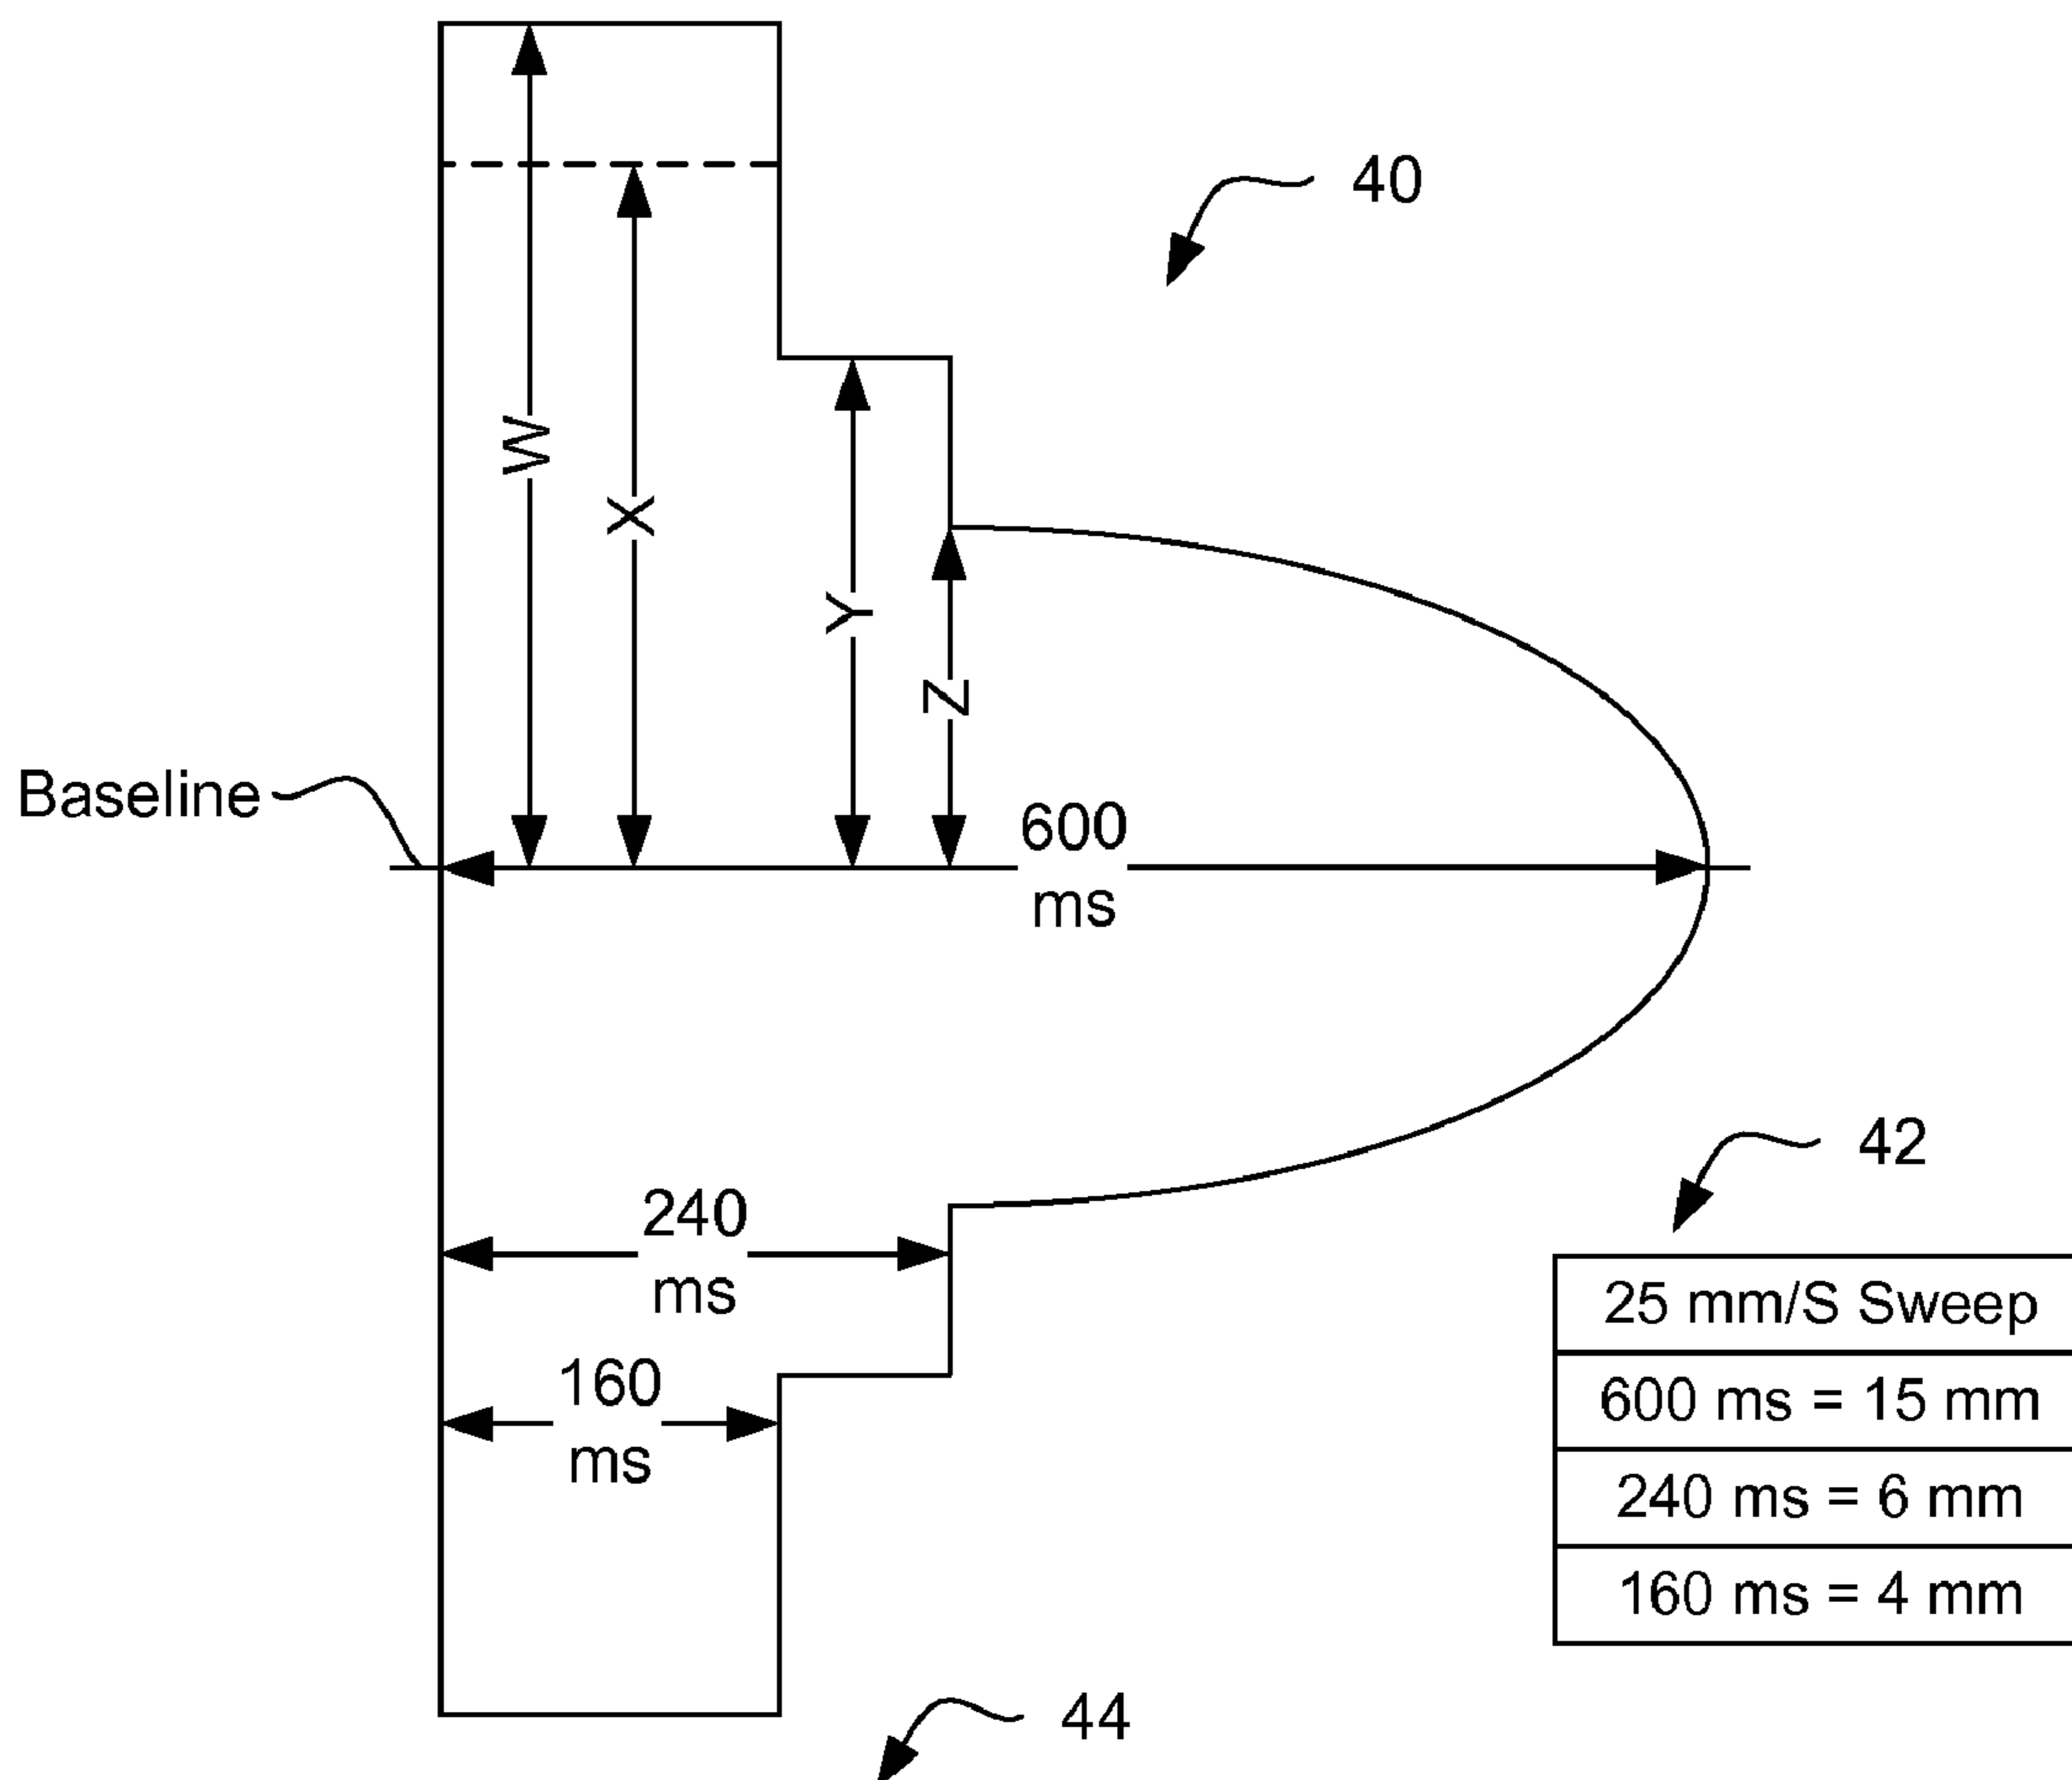 40
W
X
Y
Z
Baseline
600
ms
42
240
ms
25 mm/S Sweep
160
ms
600 ms = 15 mm
240 ms = 6 mm
160 ms = 4 mm
44